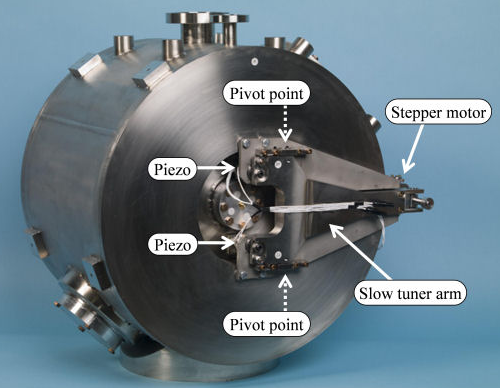 Pivot point
Stepper motor
Piezo
Piezo
Slow tuner arm
Pivot point